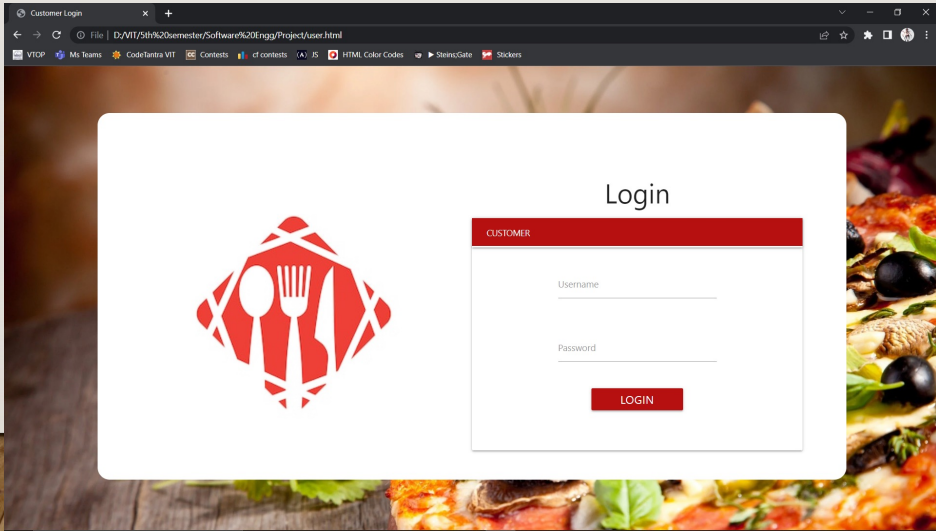 Customer Login
File | D:/VIT/5th%20semester/Software%20Engg/Project/user.html
VTOP Ms Teams CodeTantra VIT CC Contests cf contests (A) JS HTML Color Codes ► Steins;Gate Stickers
Login
CUSTOMER
Username
Password
LOGIN